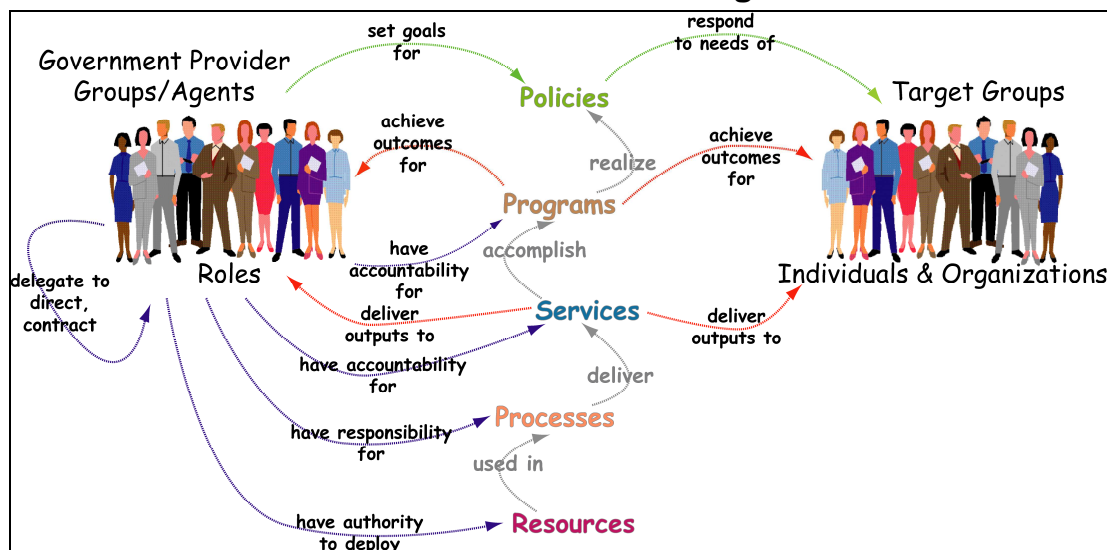 set goals
for
respond
to needs of
Government Provider
Groups/Agents
Policies
Target Groups
achieve
outcomes
for
realize
achieve
outcomes
for
Programs
have
accountability
for
accomplish
Roles
Individuals & Organizations
delegate to
direct,
contract
deliver
outputs to
Services
deliver
outputs to
have accountability
for
deliver
Processes
have responsibility
for
used in
Resources
have authority
to deploy